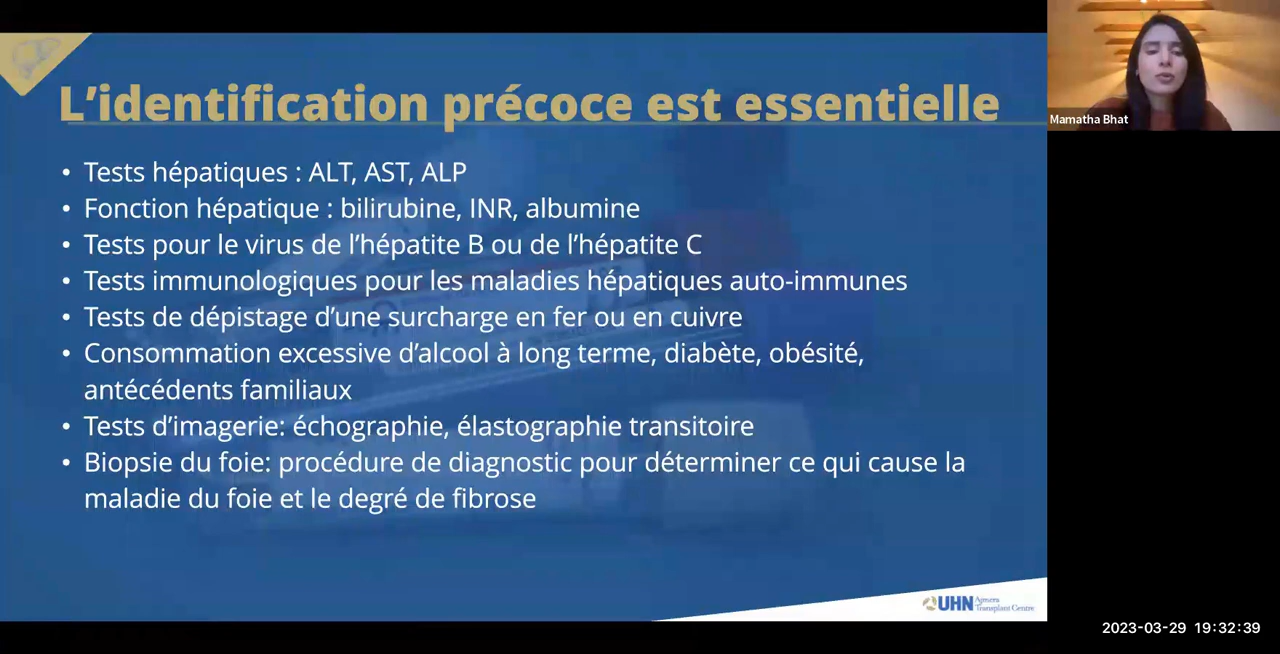 L’identification précoce est essentielle
• Tests hépatiques : ALT, AST, ALP
• Fonction hépatique : bilirubine, INR, albumine
• Tests pour le virus de l’hépatite B ou de l’hépatite C
• Tests immunologiques pour les maladies hépatiques auto-immunes
• Tests de dépistage d’une surcharge en fer ou en cuivre
• Consommation excessive d’alcool à long terme, diabète, obésité,
antécédents familiaux
• Tests d’imagerie: échographie, élastographie transitoire
• Biopsie du foie: procédure de diagnostic pour déterminer ce qui cause la
maladie du foie et le degré de fibrose
UHN Ajmera
Transplant Centre
Mamatha Bhat
2023-03-29 19:32:39